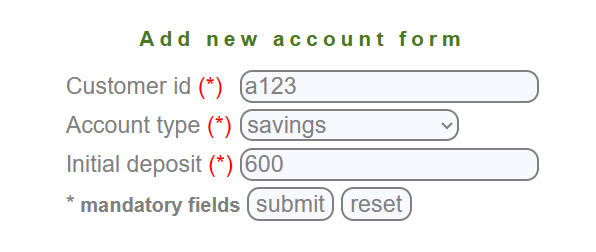 Add new account form
Customer id (*) a123
Account type (*) savings
Initial deposit (*) 600
* mandatory fields submit reset